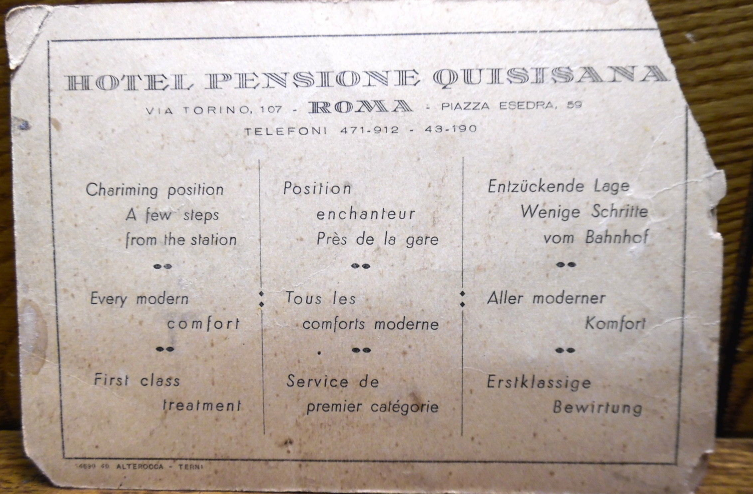 HOTEL PENSIONE QUISISANA
VIA TORINO, 107 - ROMA - PIAZZA ESEDRA, 59
TELEFONI 471-912 - 43-190
Chariming position
A few steps
from the station
Every modern
comfort
First class
treatment
Position
enchanteur
Près de la gare
Tous les
comforts moderne
Service de
premier catégorie
Entzückende Lage
Wenige Schritte
vom Bahnhof
Aller moderner
Komfort
Erstklassige
Bewirtung
ALTEROCCA - TERNI